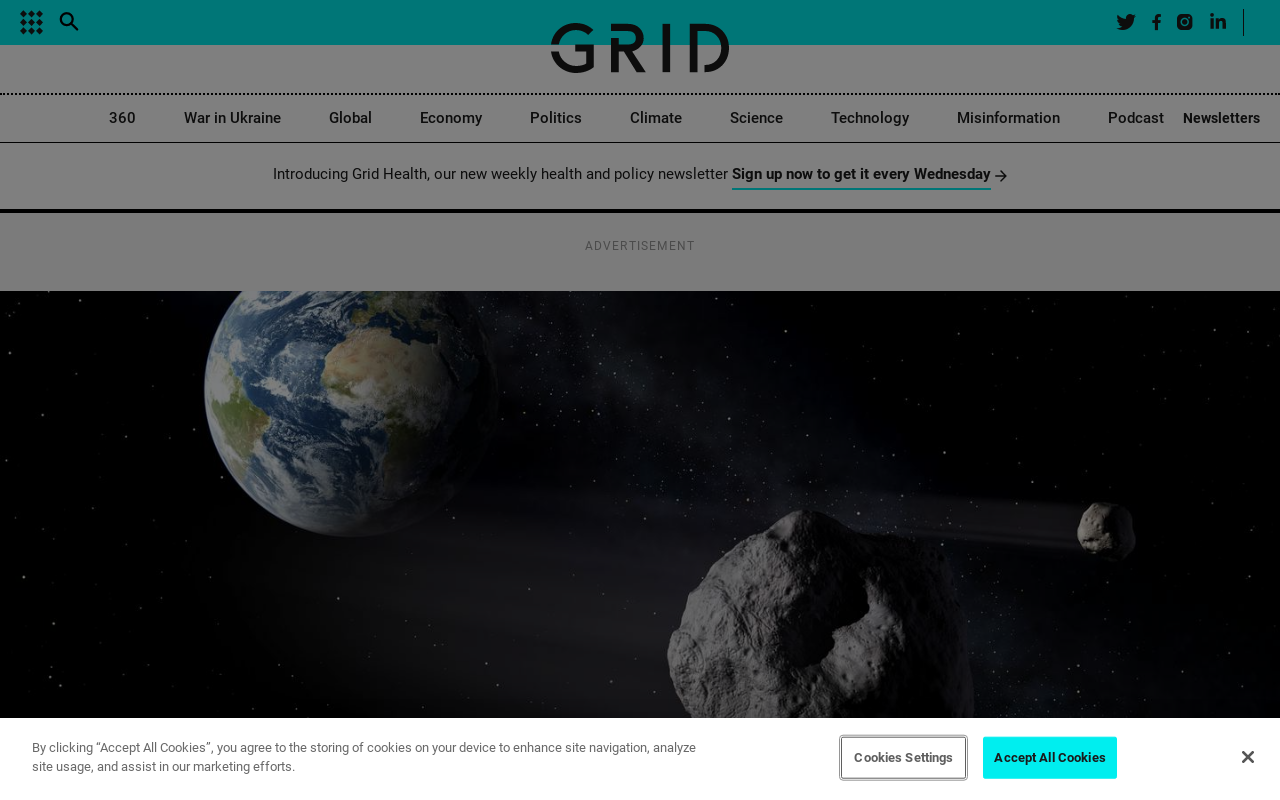 GRID
360 War in Ukraine Global Economy Politics Climate Science Technology Misinformation Podcast Newsletters
Introducing Grid Health, our new weekly health and policy newsletter Sign up now to get it every Wednesday
ADVERTISEMENT
By clicking “Accept All Cookies”, you agree to the storing of cookies on your device to enhance site navigation, analyze
site usage, and assist in our marketing efforts.
Cookies Settings
Accept All Cookies